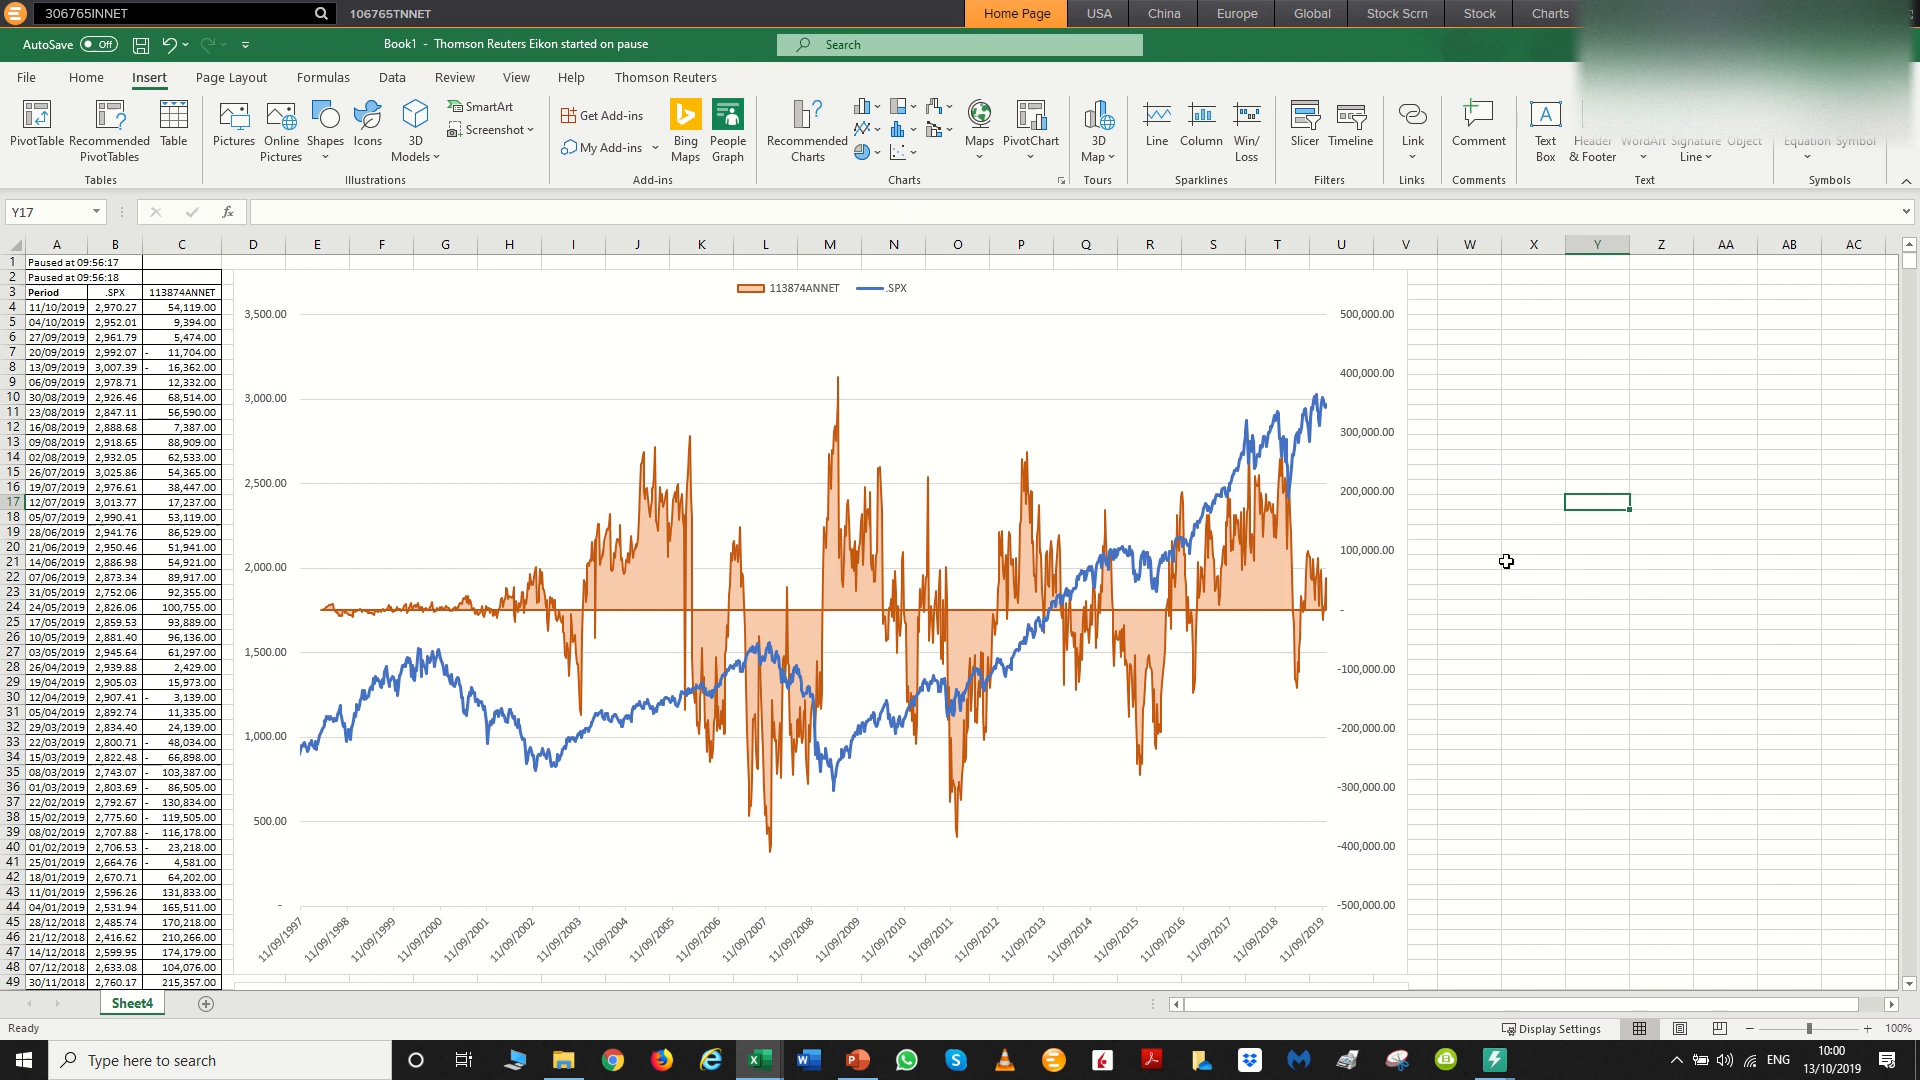 306765INNET 106765TNNET Home Page USA China Europe Global Stock Scrn Stock Charts
AutoSave Off Book1 - Thomson Reuters Eikon started on pause Search
File Home Insert Page Layout Formulas Data Review View Help Thomson Reuters
PivotTable Recommended PivotTables Table
Tables
Pictures Online Pictures Shapes Icons 3D Models SmartArt Screenshot
Illustrations
Get Add-ins My Add-ins Bing Maps People Graph
Add-ins
Recommended Charts Maps PivotChart
Charts
3D Map
Tours
Line Column Win/Loss
Sparklines
Slicer Timeline
Filters
Link
Links
Comment
Comments
Text Box Header & Footer WordArt Signature Line Object
Text
Equation Symbol
Symbols
Y17 fx
A B C D E F G H I J K L M N O P Q R S T U V W X Y Z AA AB AC
1 Paused at 09:56:17
2 Paused at 09:56:18
3 Period .SPX 113874ANNET
4 11/10/2019 2,970.27 54,119.00
5 04/10/2019 2,952.01 9,394.00
6 27/09/2019 2,961.79 5,474.00
7 20/09/2019 2,992.07 - 11,704.00
8 13/09/2019 3,007.39 - 16,362.00
9 06/09/2019 2,978.71 12,332.00
10 30/08/2019 2,926.46 68,514.00
11 23/08/2019 2,847.11 56,590.00
12 16/08/2019 2,888.68 7,387.00
13 09/08/2019 2,918.65 88,909.00
14 02/08/2019 2,932.05 62,533.00
15 26/07/2019 3,025.86 54,365.00
16 19/07/2019 2,976.61 38,447.00
17 12/07/2019 3,013.77 17,237.00
18 05/07/2019 2,990.41 53,119.00
19 28/06/2019 2,941.76 86,529.00
20 21/06/2019 2,950.46 51,941.00
21 14/06/2019 2,886.98 54,921.00
22 07/06/2019 2,873.34 89,917.00
23 31/05/2019 2,752.06 92,355.00
24 24/05/2019 2,826.06 100,755.00
25 17/05/2019 2,859.53 93,889.00
26 10/05/2019 2,881.40 96,136.00
27 03/05/2019 2,945.64 61,297.00
28 26/04/2019 2,939.88 2,429.00
29 19/04/2019 2,905.03 15,973.00
30 12/04/2019 2,907.41 - 3,139.00
31 05/04/2019 2,892.74 11,335.00
32 29/03/2019 2,834.40 24,139.00
33 22/03/2019 2,800.71 - 48,034.00
34 15/03/2019 2,822.48 - 66,898.00
35 08/03/2019 2,743.07 - 103,387.00
36 01/03/2019 2,803.69 - 86,505.00
37 22/02/2019 2,792.67 - 130,834.00
38 15/02/2019 2,775.60 - 119,505.00
39 08/02/2019 2,707.88 - 116,178.00
40 01/02/2019 2,706.53 - 23,218.00
41 25/01/2019 2,664.76 - 4,581.00
42 18/01/2019 2,670.71 64,202.00
43 11/01/2019 2,596.26 131,833.00
44 04/01/2019 2,531.94 165,511.00
45 28/12/2018 2,485.74 170,218.00
46 21/12/2018 2,416.62 210,266.00
47 14/12/2018 2,599.95 174,179.00
48 07/12/2018 2,633.08 104,076.00
49 30/11/2018 2,760.17 215,357.00
113874ANNET .SPX
3,500.00
3,000.00
2,500.00
2,000.00
1,500.00
1,000.00
500.00
-
500,000.00
400,000.00
300,000.00
200,000.00
100,000.00
-
-100,000.00
-200,000.00
-300,000.00
-400,000.00
-500,000.00
11/09/1997 11/09/1998 11/09/1999 11/09/2000 11/09/2001 11/09/2002 11/09/2003 11/09/2004 11/09/2005 11/09/2006 11/09/2007 11/09/2008 11/09/2009 11/09/2010 11/09/2011 11/09/2012 11/09/2013 11/09/2014 11/09/2015 11/09/2016 11/09/2017 11/09/2018 11/09/2019
Sheet4
Ready Display Settings 100%
Type here to search ENG 10:00
13/10/2019